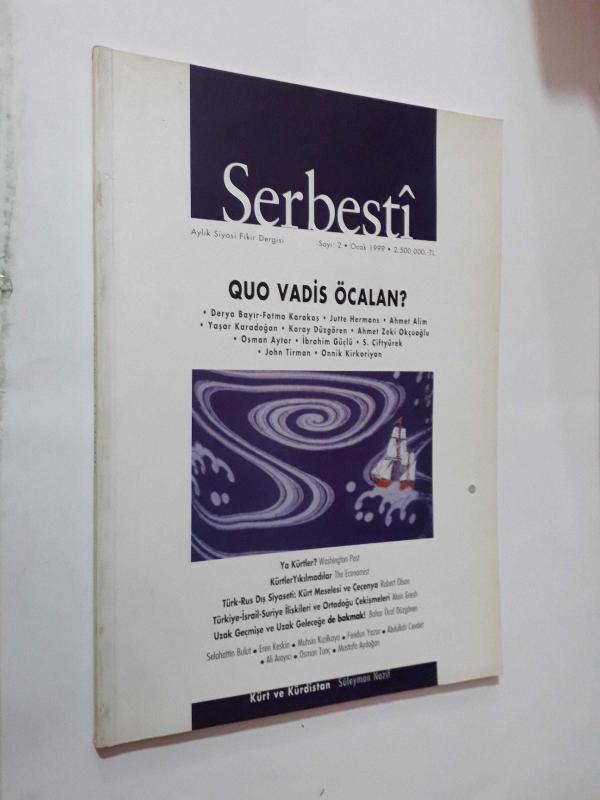 Serbestî
Aylık Siyasi Fikir Dergisi Sayı: 2 • Ocak 1999 • 2.500.000.-TL
QUO VADİS ÖCALAN?
• Derya Bayır-Fatma Karakaş • Jutte Hermans • Ahmet Alim
• Yaşar Karadoğan • Koray Düzgören • Ahmet Zeki Okçuoğlu
• Osman Aytar • İbrahim Güçlü • S. Çiftyürek
• John Tirman • Onnik Kirkoriyan
Ya Kürtler? Washington Post
KürtlerYıkılmadılar The Economist
Türk-Rus Dış Siyaseti: Kürt Meselesi ve Çeçenya Robert Olson
Türkiye-İsrail-Suriye İlişkileri ve Ortadoğu Çekişmeleri Alain Gresh
Uzak Geçmişe ve Uzak Geleceğe de bakmak! Bahar Öcal Düzgören
Selahattin Bulut • Eren Keskin • Muhsin Kızılkaya • Feridun Yazar • Abdullah Cevdet
• Ali Arayıcı • Osman Tunç • Mustafa Aydoğan
Kürt ve Kürdistan Süleyman Nazif